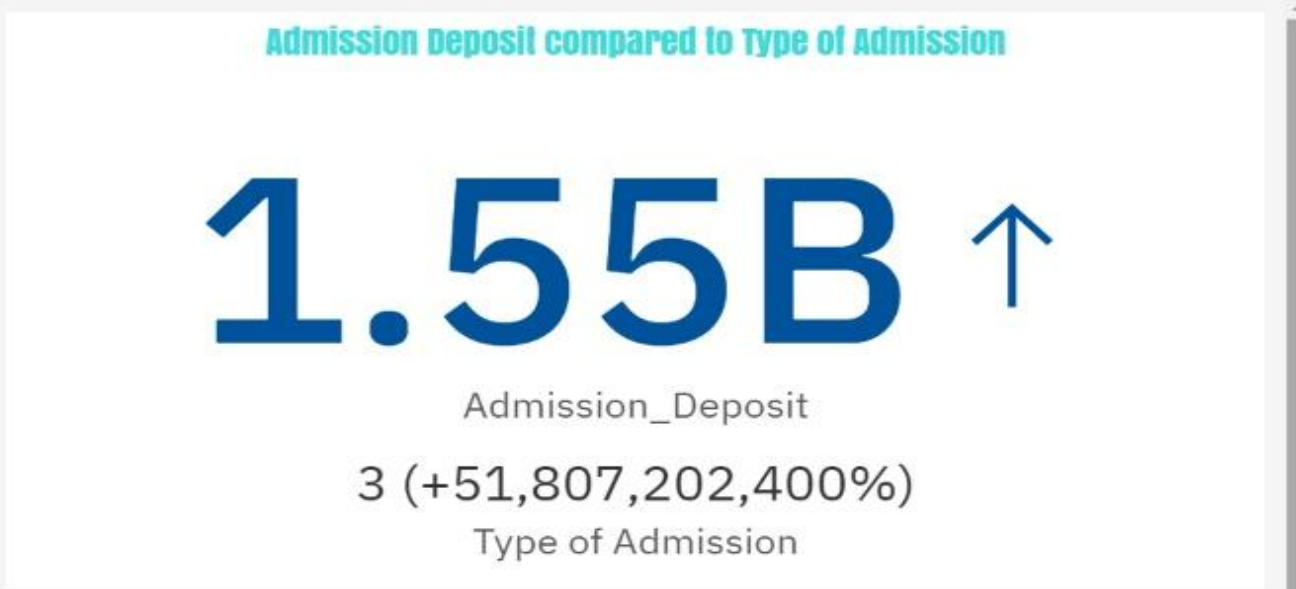 Admission Deposit compared to Type of Admission
1.55B ↑
Admission_Deposit
3 (+51,807,202,400%)
Type of Admission